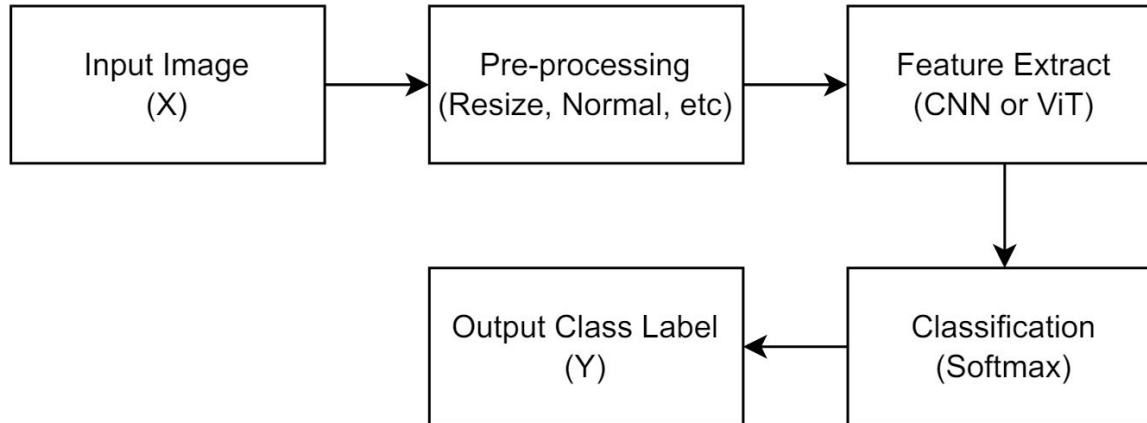 Input Image
(X)
Pre-processing
(Resize, Normal, etc)
Feature Extract
(CNN or ViT)
Classification
(Softmax)
Output Class Label
(Y)